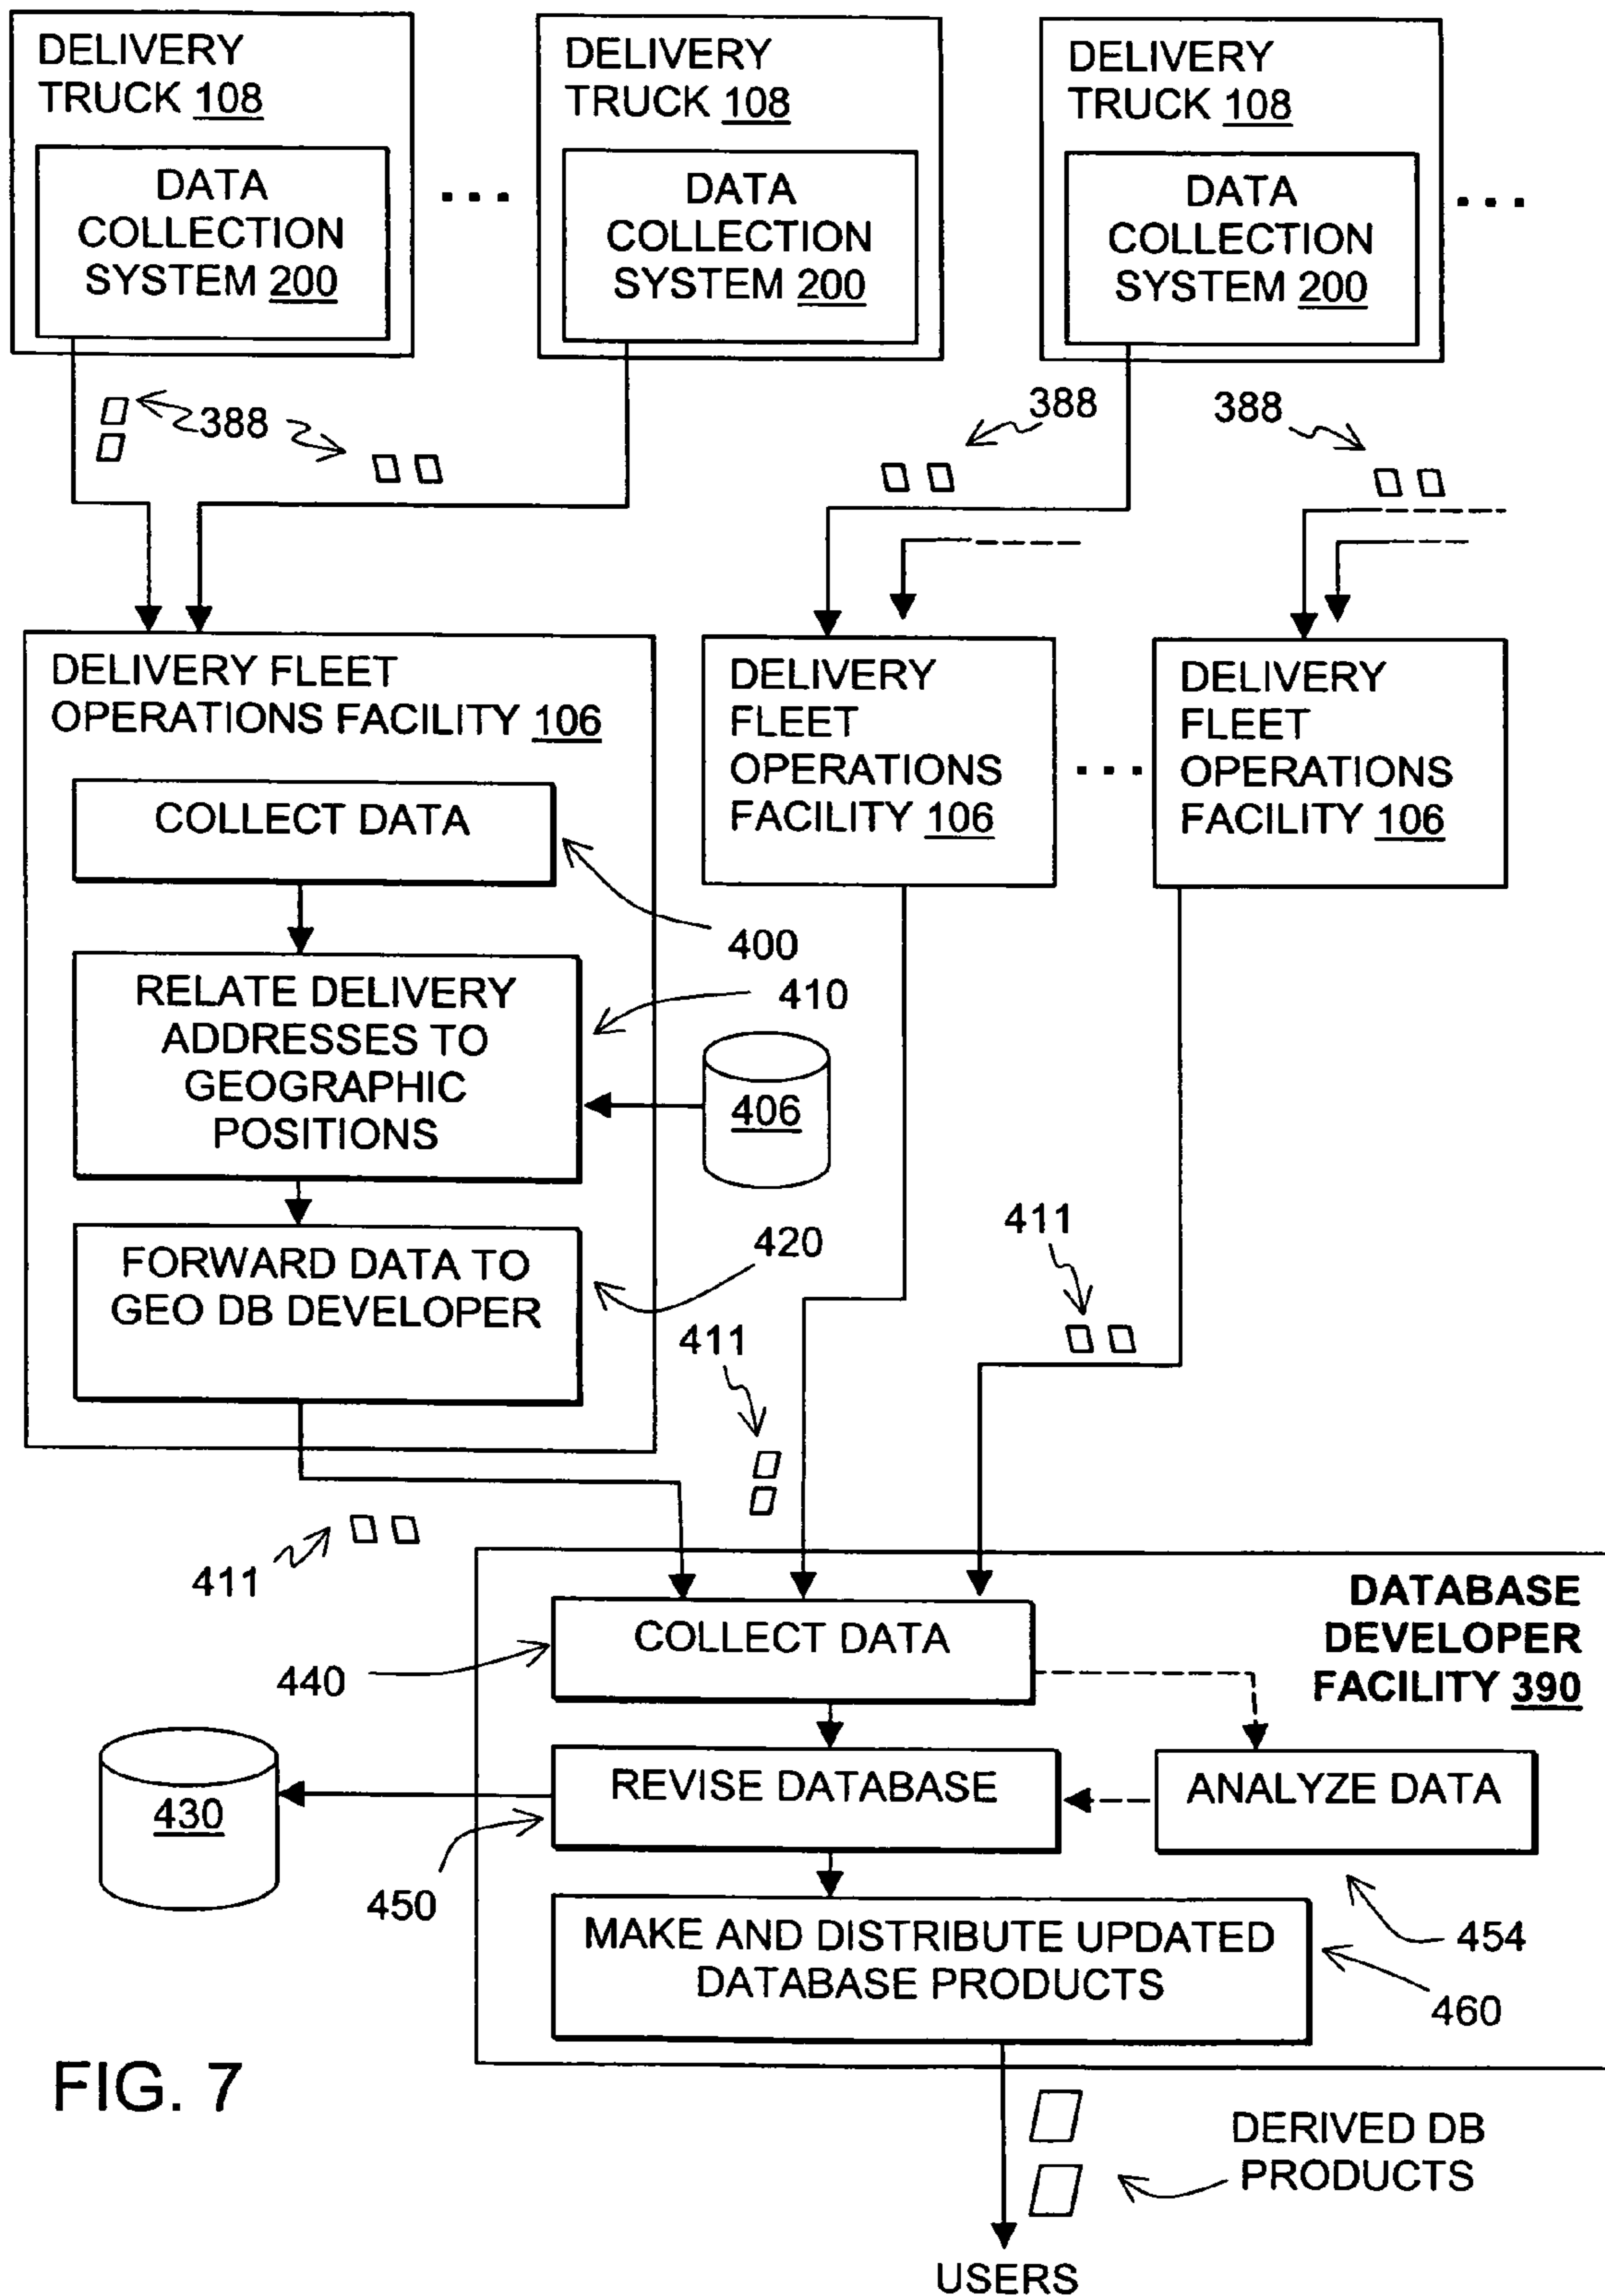 DELIVERY
TRUCK 108
DATA
COLLECTION
SYSTEM 200
...
DELIVERY
TRUCK 108
DATA
COLLECTION
SYSTEM 200
DELIVERY
TRUCK 108
DATA
COLLECTION
SYSTEM 200
...
388
388
388
DELIVERY FLEET
OPERATIONS FACILITY 106
COLLECT DATA
400
RELATE DELIVERY
ADDRESSES TO
GEOGRAPHIC
POSITIONS
410
406
FORWARD DATA TO
GEO DB DEVELOPER
420
DELIVERY
FLEET
OPERATIONS
FACILITY 106
...
DELIVERY
FLEET
OPERATIONS
FACILITY 106
411
411
411
DATABASE
DEVELOPER
FACILITY 390
COLLECT DATA
440
REVISE DATABASE
ANALYZE DATA
430
450
454
MAKE AND DISTRIBUTE UPDATED
DATABASE PRODUCTS
460
FIG. 7
DERIVED DB
PRODUCTS
USERS